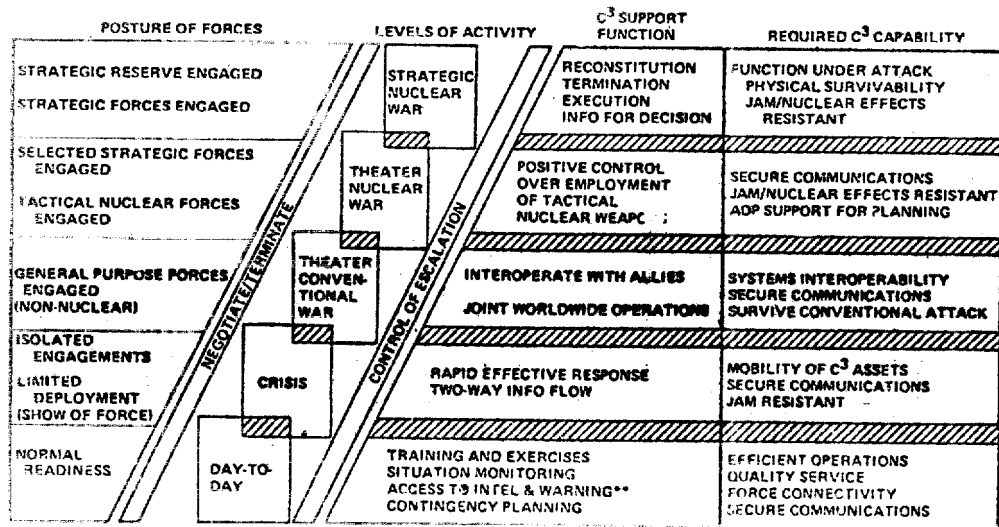 POSTURE OF FORCES
LEVELS OF ACTIVITY
C³ SUPPORT
FUNCTION
REQUIRED C³ CAPABILITY
STRATEGIC RESERVE ENGAGED
STRATEGIC FORCES ENGAGED
STRATEGIC
NUCLEAR
WAR
RECONSTITUTION
TERMINATION
EXECUTION
INFO FOR DECISION
FUNCTION UNDER ATTACK
PHYSICAL SURVIVABILITY
JAM/NUCLEAR EFFECTS
RESISTANT
SELECTED STRATEGIC FORCES
ENGAGED
TACTICAL NUCLEAR FORCES
ENGAGED
THEATER
NUCLEAR
WAR
POSITIVE CONTROL
OVER EMPLOYMENT
OF TACTICAL
NUCLEAR
SECURE COMMUNICATIONS
JAM/NUCLEAR EFFECTS RESISTANT
ADP SUPPORT FOR PLANNING
NEGOTIATE/TERMINATE
CONTROL OF ESCALATION
GENERAL PURPOSE FORCES
ENGAGED
(NON-NUCLEAR)
THEATER
CONVEN-
TIONAL
WAR
INTEROPERATE WITH ALLIES
JOINT WORLDWIDE OPERATIONS
SYSTEMS INTEROPERABILITY
SECURE COMMUNICATIONS
SURVIVE CONVENTIONAL ATTACK
ISOLATED
ENGAGEMENTS
LIMITED
DEPLOYMENT
(SHOW OF FORCE)
CRISIS
RAPID EFFECTIVE RESPONSE
TWO-WAY INFO FLOW
MOBILITY OF C³ ASSETS
SECURE COMMUNICATIONS
JAM RESISTANT
NORMAL
READINESS
DAY-TO-
DAY
TRAINING AND EXERCISES
SITUATION MONITORING
ACCESS TO INTEL & WARNING**
CONTINGENCY PLANNING
EFFICIENT OPERATIONS
QUALITY SERVICE
FORCE CONNECTIVITY
SECURE COMMUNICATIONS